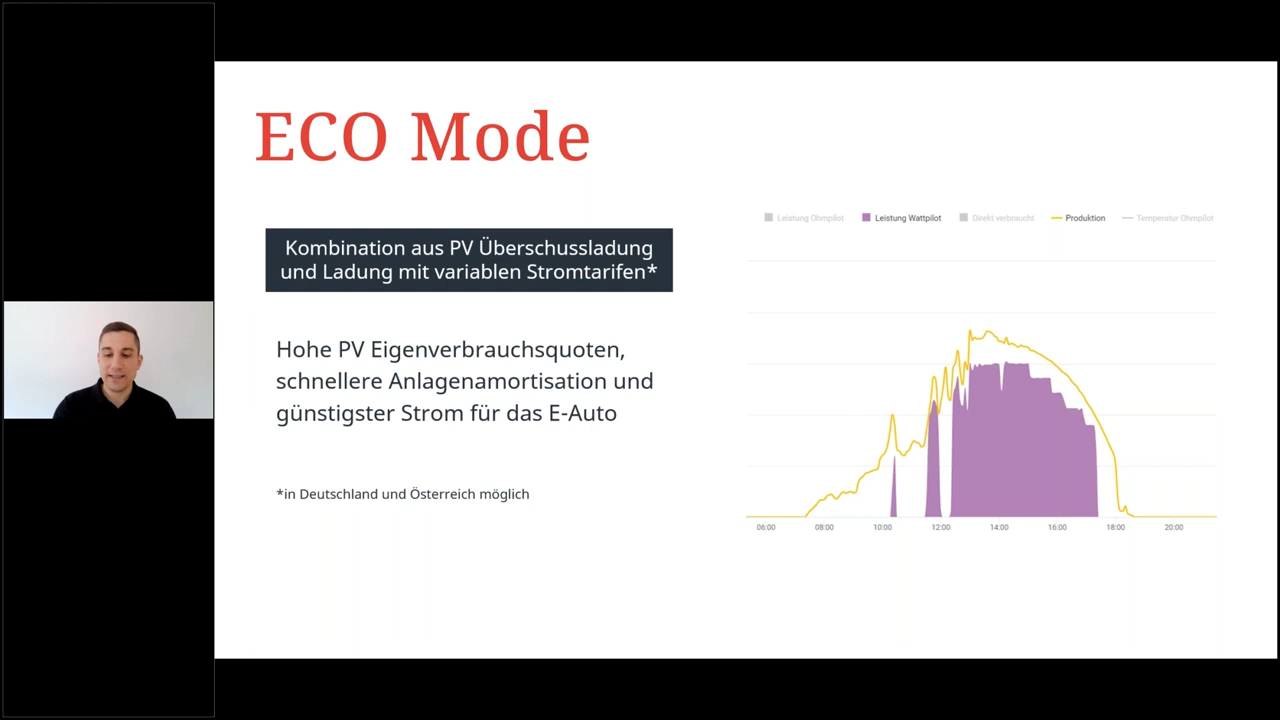 ECO Mode
Kombination aus PV Überschussladung
und Ladung mit variablen Stromtarifen*
Hohe PV Eigenverbrauchsquoten,
schnellere Anlagenamortisation und
günstigster Strom für das E-Auto
*in Deutschland und Österreich möglich
Leistung Ohmpilot Leistung Wattpilot Direkt verbraucht Produktion Temperatur Ohmpilot
06:00 08:00 10:00 12:00 14:00 16:00 18:00 20:00